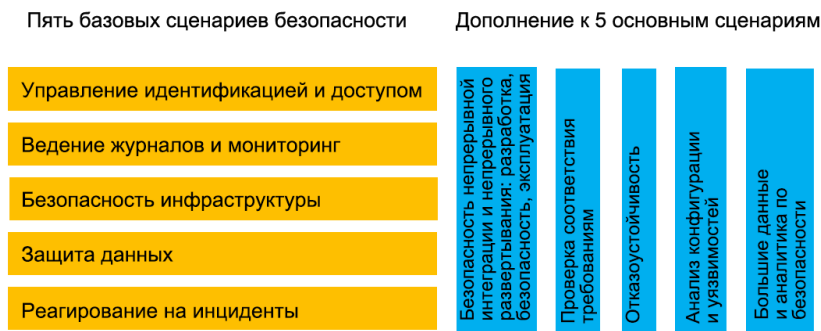 Пять базовых сценариев безопасности
Дополнение к 5 основным сценариям
Управление идентификацией и доступом
Ведение журналов и мониторинг
Безопасность инфраструктуры
Защита данных
Реагирование на инциденты
Безопасность непрерывной
интеграции и непрерывного
развертывания: разработка,
безопасность, эксплуатация
Проверка соответствия
требованиям
Отказоустойчивость
Анализ конфигурации
и уязвимостей
Большие данные
и аналитика по
безопасности